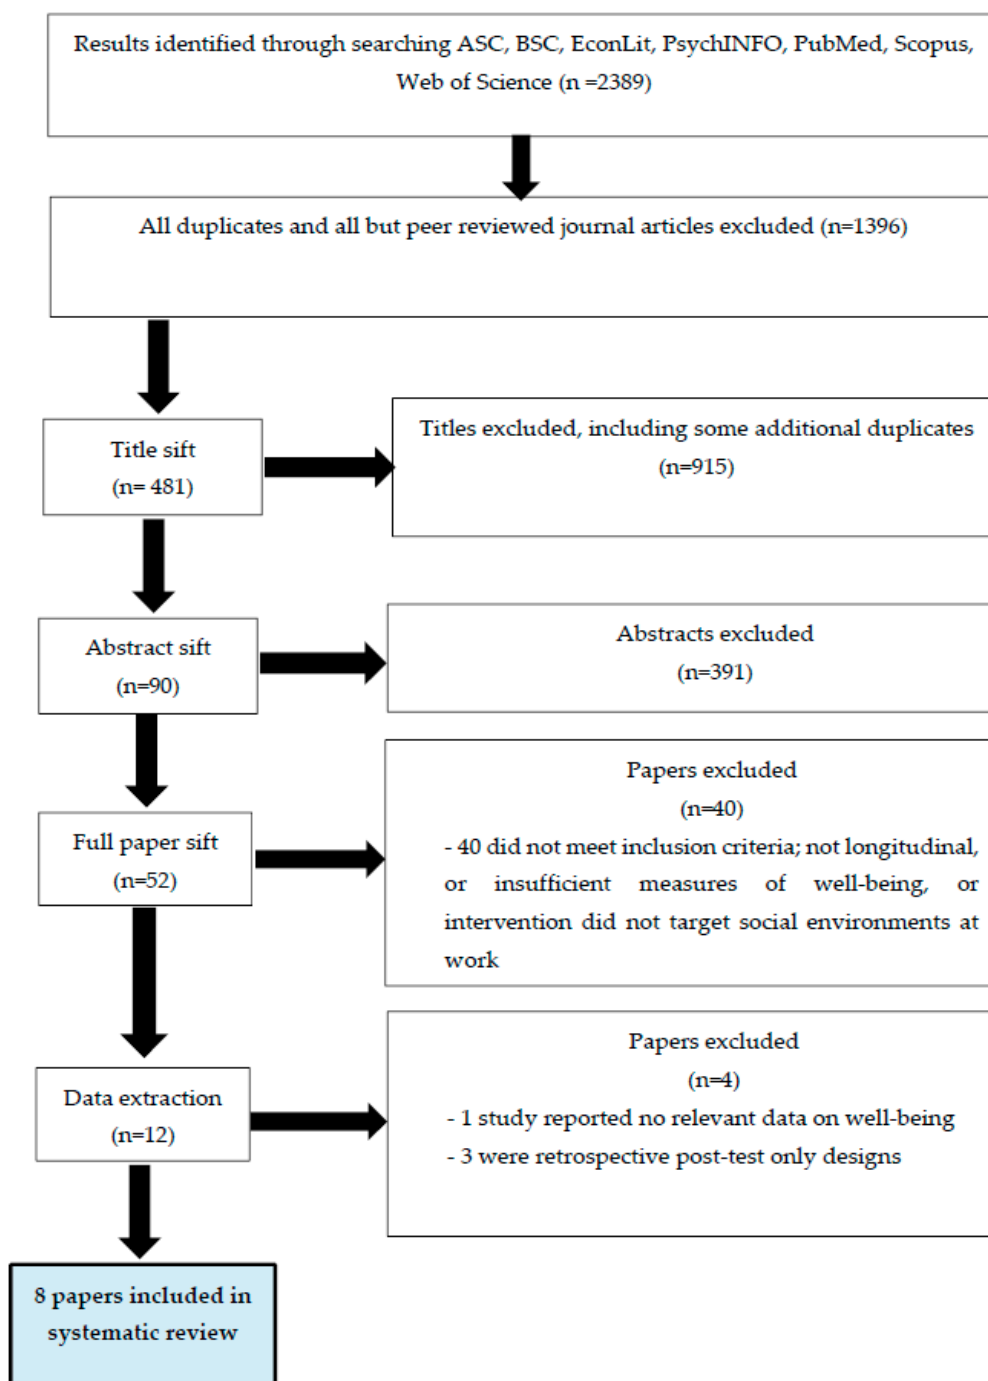 Results identified through searching ASC, BSC, EconLit, PsychINFO, PubMed, Scopus,
Web of Science (n =2389)
All duplicates and all but peer reviewed journal articles excluded (n=1396)
Title sift
(n= 481)
Titles excluded, including some additional duplicates
(n=915)
Abstract sift
(n=90)
Abstracts excluded
(n=391)
Full paper sift
(n=52)
Papers excluded
(n=40)
- 40 did not meet inclusion criteria; not longitudinal,
or insufficient measures of well-being, or
intervention did not target social environments at
work
Data extraction
(n=12)
Papers excluded
(n=4)
- 1 study reported no relevant data on well-being
- 3 were retrospective post-test only designs
8 papers included in
systematic review